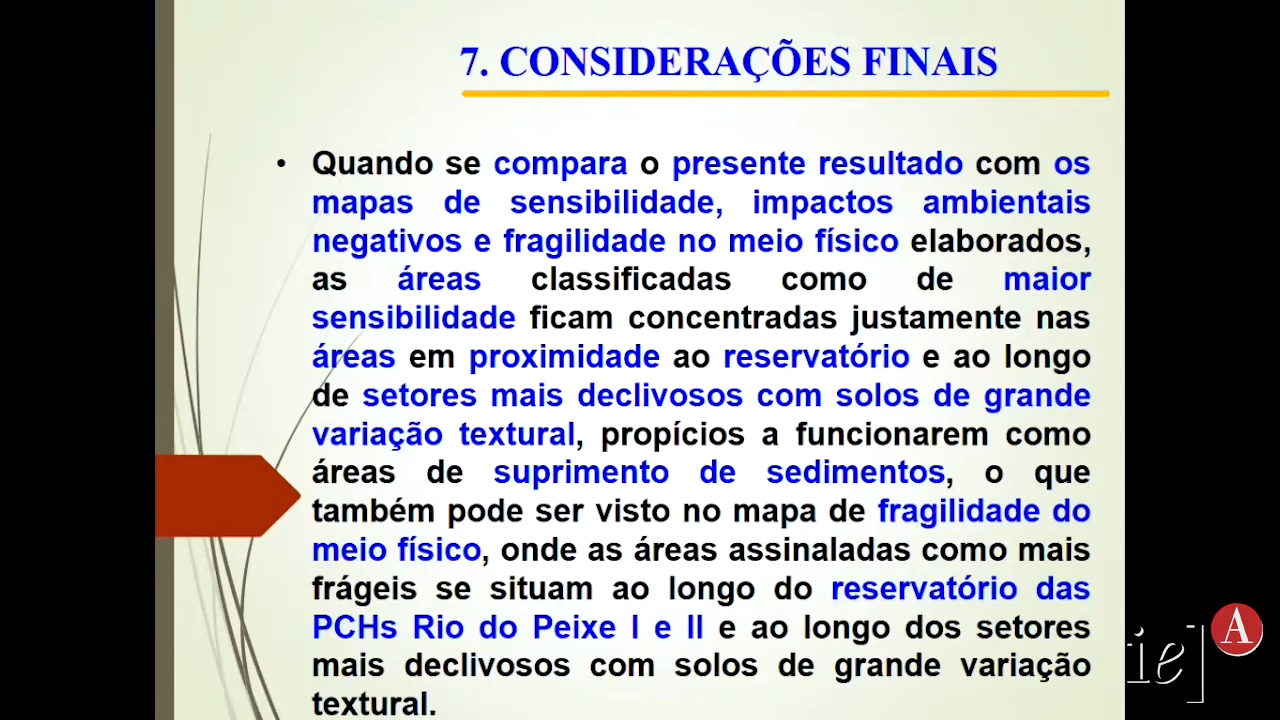 7. CONSIDERAÇÕES FINAIS
• Quando se compara o presente resultado com os
mapas de sensibilidade, impactos ambientais
negativos e fragilidade no meio físico elaborados,
as áreas classificadas como de maior
sensibilidade ficam concentradas justamente nas
áreas em proximidade ao reservatório e ao longo
de setores mais declivosos com solos de grande
variação textural, propícios a funcionarem como
áreas de suprimento de sedimentos, o que
também pode ser visto no mapa de fragilidade do
meio físico, onde as áreas assinaladas como mais
frágeis se situam ao longo do reservatório das
PCHs Rio do Peixe I e II e ao longo dos setores
mais declivosos com solos de grande variação
textural.
ie]
A